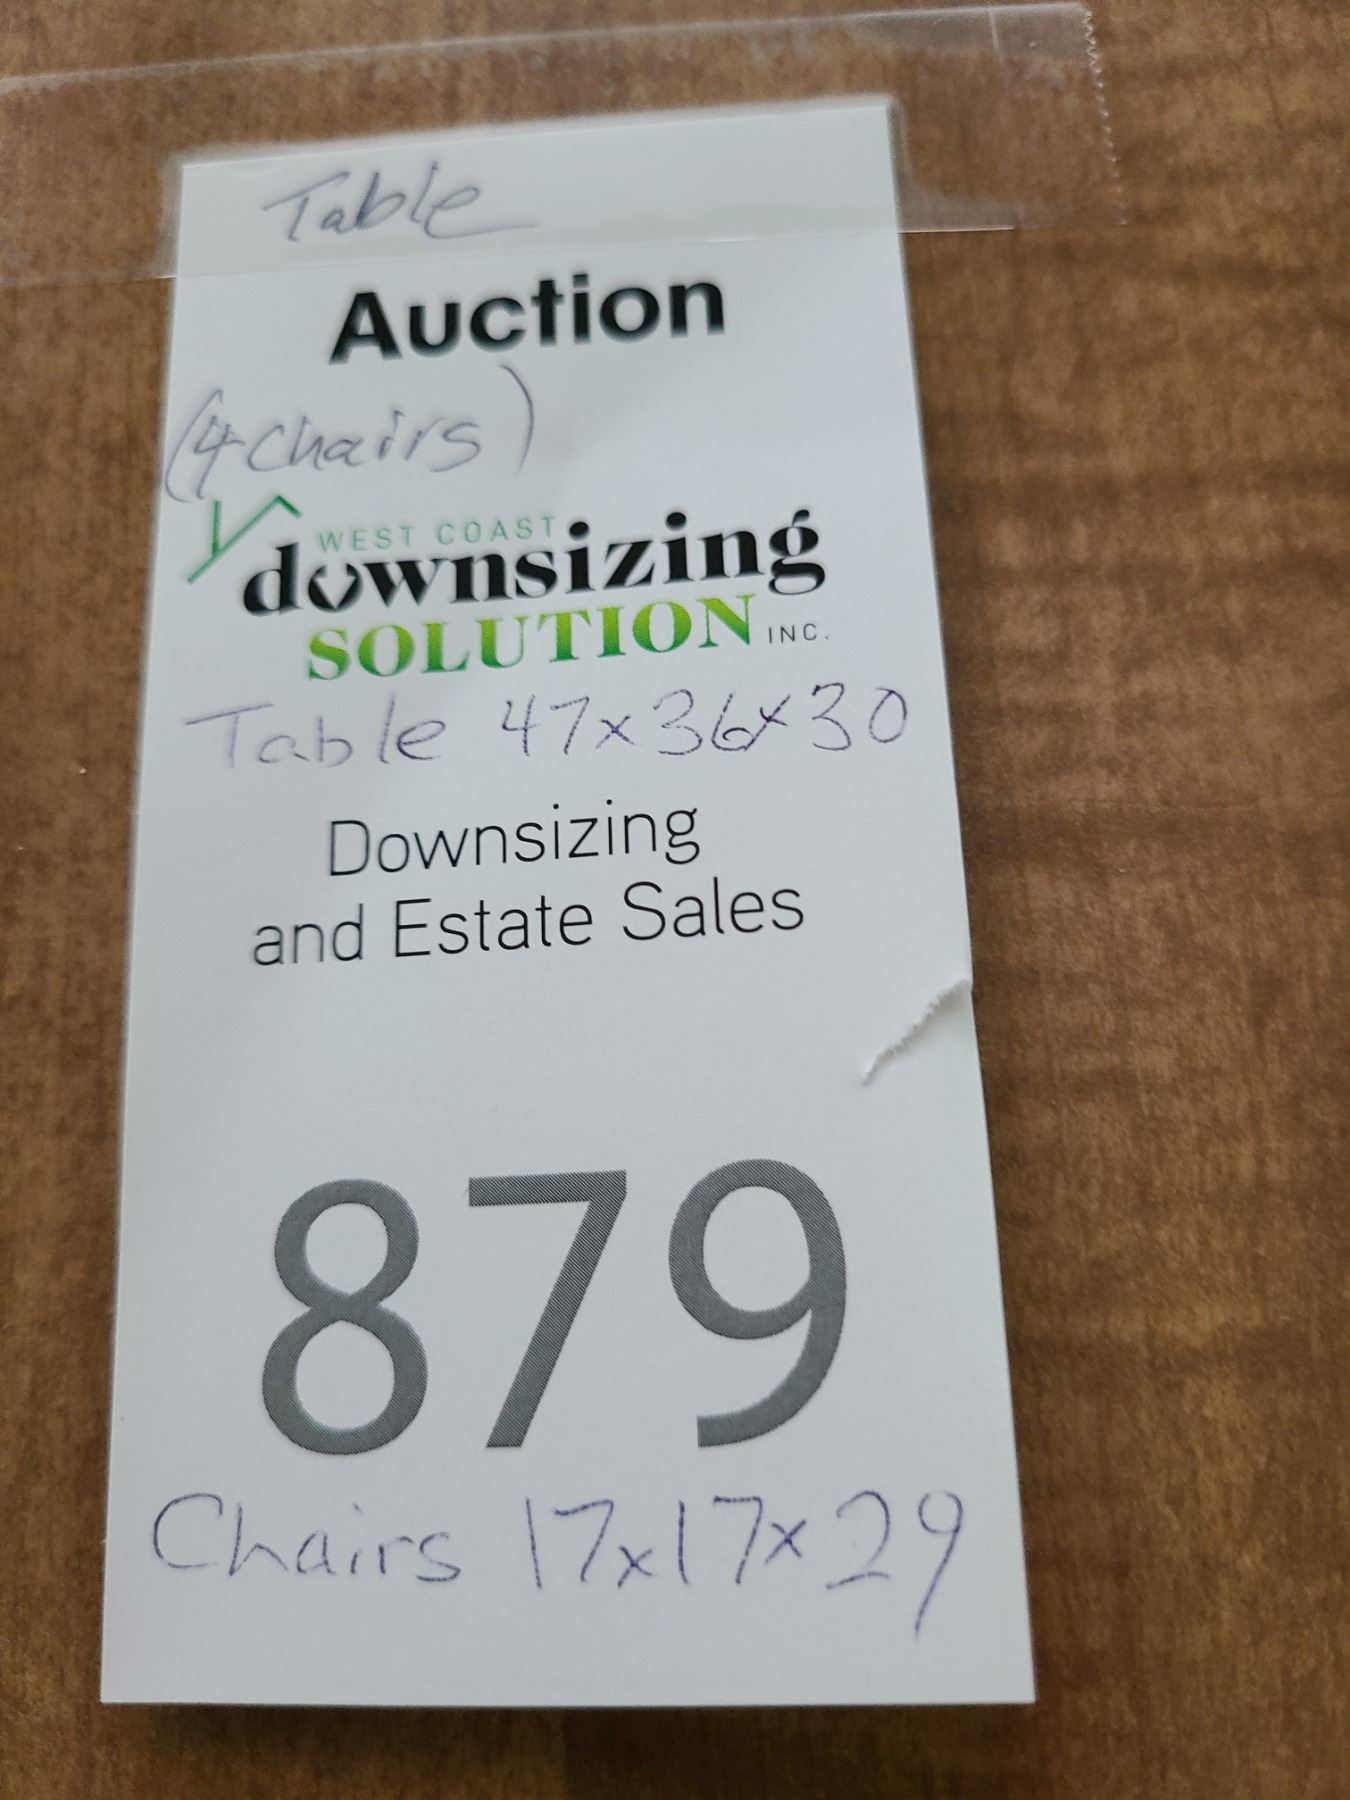 Table
Auction
(4 chairs)
WEST COAST
downsizing
SOLUTION INC.
Table 47x36x30
Downsizing
and Estate Sales
879
Chairs 17x17x29